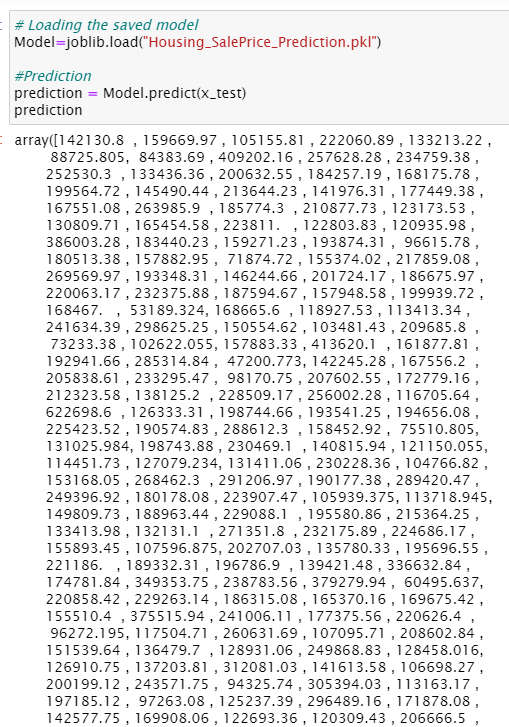 # Loading the saved model
Model=joblib.load("Housing_SalePrice_Prediction.pkl")
#Prediction
prediction = Model.predict(x_test)
prediction
array([142130.8 , 159669.97 , 105155.81 , 222060.89 , 133213.22 ,
88725.805, 84383.69 , 409202.16 , 257628.28 , 234759.38 ,
252530.3 , 133436.36 , 200632.55 , 184257.19 , 168175.78 ,
199564.72 , 145490.44 , 213644.23 , 141976.31 , 177449.38 ,
167551.08 , 263985.9 , 185774.3 , 210877.73 , 123173.53 ,
130809.71 , 165454.58 , 223811. , 122803.83 , 120935.98 ,
386003.28 , 183440.23 , 159271.23 , 193874.31 , 96615.78 ,
180513.38 , 157882.95 , 71874.72 , 155374.02 , 217859.08 ,
269569.97 , 193348.31 , 146244.66 , 201724.17 , 186675.97 ,
220063.17 , 232375.88 , 187594.67 , 157948.58 , 199939.72 ,
168467. , 53189.324, 168665.6 , 118927.53 , 113413.34 ,
241634.39 , 298625.25 , 150554.62 , 103481.43 , 209685.8 ,
73233.38 , 102622.055, 157883.33 , 413620.1 , 161877.81 ,
192941.66 , 285314.84 , 47200.773, 142245.28 , 167556.2 ,
205838.61 , 233295.47 , 98170.75 , 207602.55 , 172779.16 ,
212323.58 , 138125.2 , 228509.17 , 256002.28 , 116705.64 ,
622698.6 , 126333.31 , 198744.66 , 193541.25 , 194656.08 ,
225423.52 , 190574.83 , 288612.3 , 158452.92 , 75510.805,
131025.984, 198743.88 , 230469.1 , 140815.94 , 121150.055,
114451.73 , 127079.234, 131411.06 , 230228.36 , 104766.82 ,
153168.05 , 268462.3 , 291206.97 , 190177.38 , 289420.47 ,
249396.92 , 180178.08 , 223907.47 , 105939.375, 113718.945,
149809.73 , 188963.44 , 229088.1 , 195580.86 , 215364.25 ,
133413.98 , 132131.1 , 271351.8 , 232175.89 , 224686.17 ,
155893.45 , 107596.875, 202707.03 , 135780.33 , 195696.55 ,
221186. , 189332.31 , 196786.9 , 139421.48 , 336632.84 ,
174781.84 , 349353.75 , 238783.56 , 379279.94 , 60495.637,
220858.42 , 229263.14 , 186315.08 , 165370.16 , 169675.42 ,
155510.4 , 375515.94 , 241006.11 , 177375.56 , 220626.4 ,
96272.195, 117504.71 , 260631.69 , 107095.71 , 208602.84 ,
151539.64 , 136479.7 , 128931.06 , 249868.83 , 128458.016,
126910.75 , 137203.81 , 312081.03 , 141613.58 , 106698.27 ,
200199.12 , 243571.75 , 94325.74 , 305394.03 , 113163.17 ,
197185.12 , 97263.08 , 125237.39 , 296489.16 , 171878.08 ,
142577.75 , 169908.06 , 122693.36 , 120309.43 , 206666.5 ,